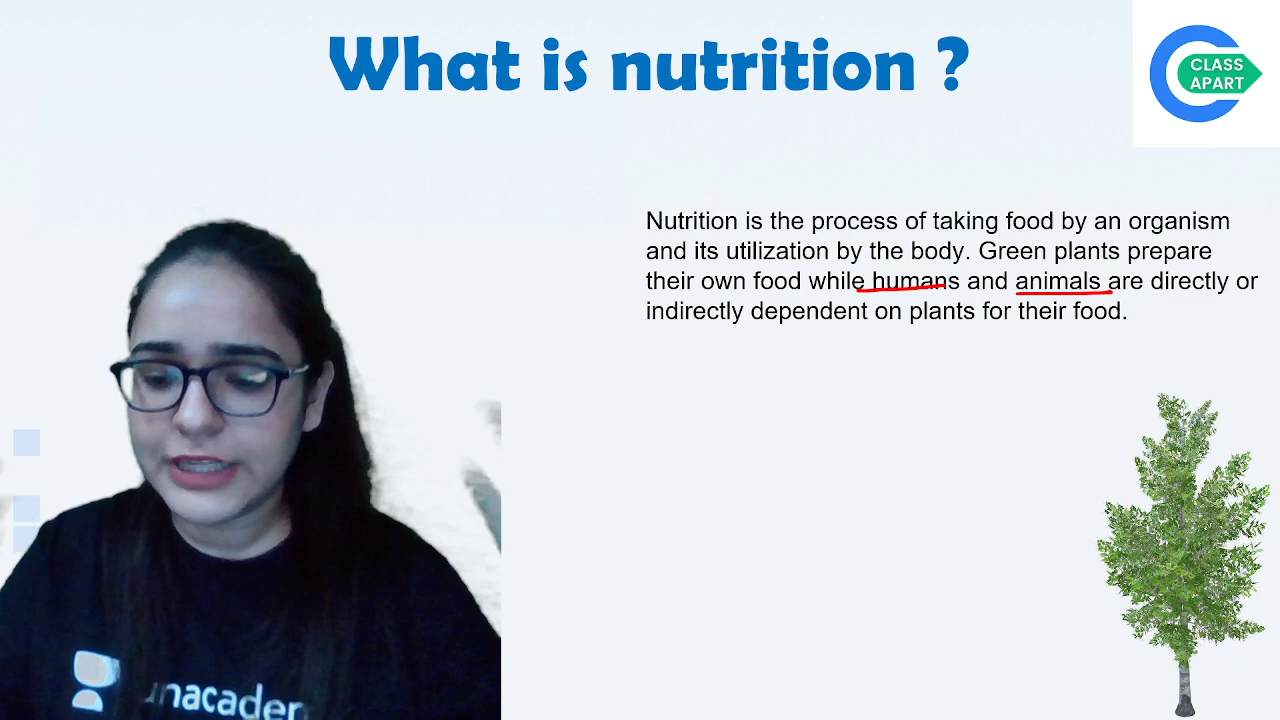 What is nutrition ?
CLASS
APART
Nutrition is the process of taking food by an organism
and its utilization by the body. Green plants prepare
their own food while humans and animals are directly or
indirectly dependent on plants for their food.